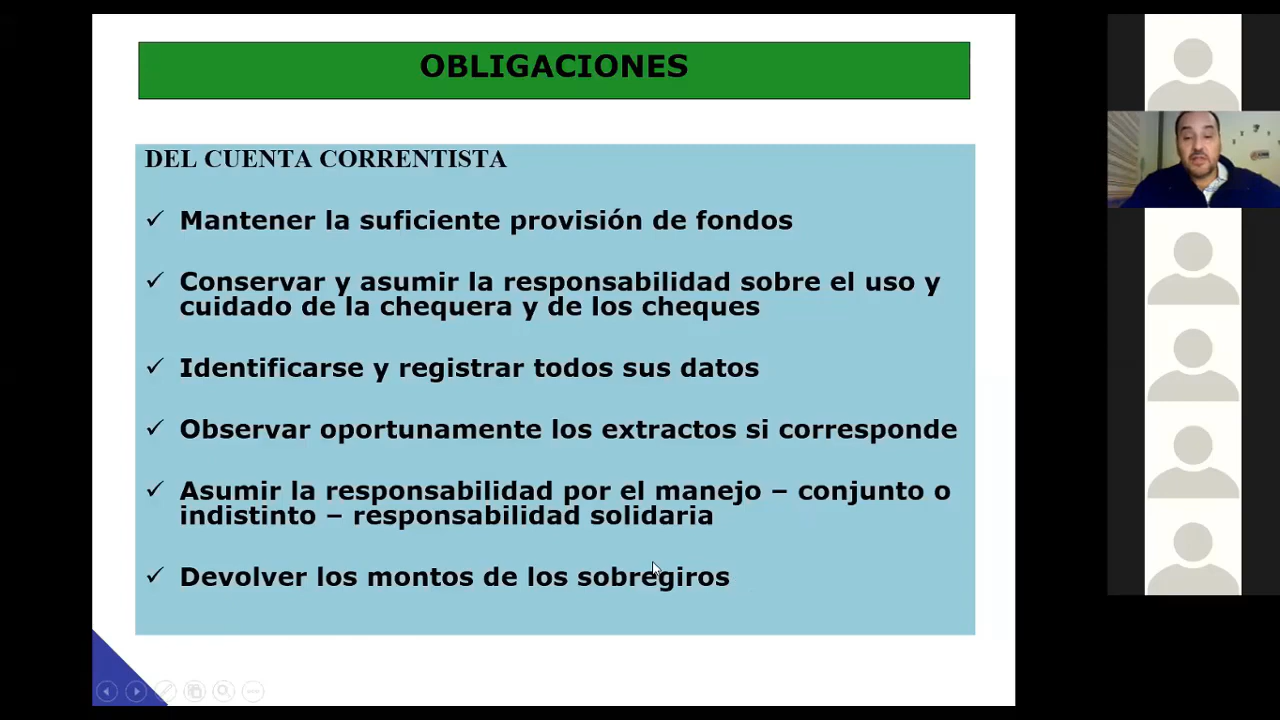 OBLIGACIONES
DEL CUENTA CORRENTISTA
✓ Mantener la suficiente provisión de fondos
✓ Conservar y asumir la responsabilidad sobre el uso y
cuidado de la chequera y de los cheques
✓ Identificarse y registrar todos sus datos
✓ Observar oportunamente los extractos si corresponde
✓ Asumir la responsabilidad por el manejo – conjunto o
indistinto – responsabilidad solidaria
✓ Devolver los montos de los sobregiros